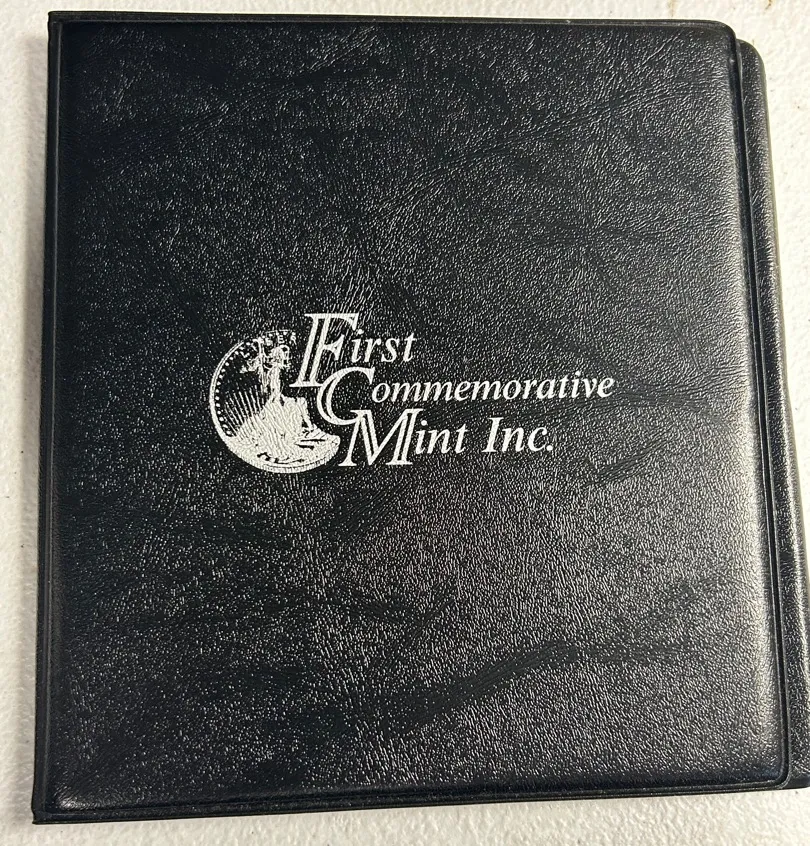 First
Commemorative
Mint Inc.